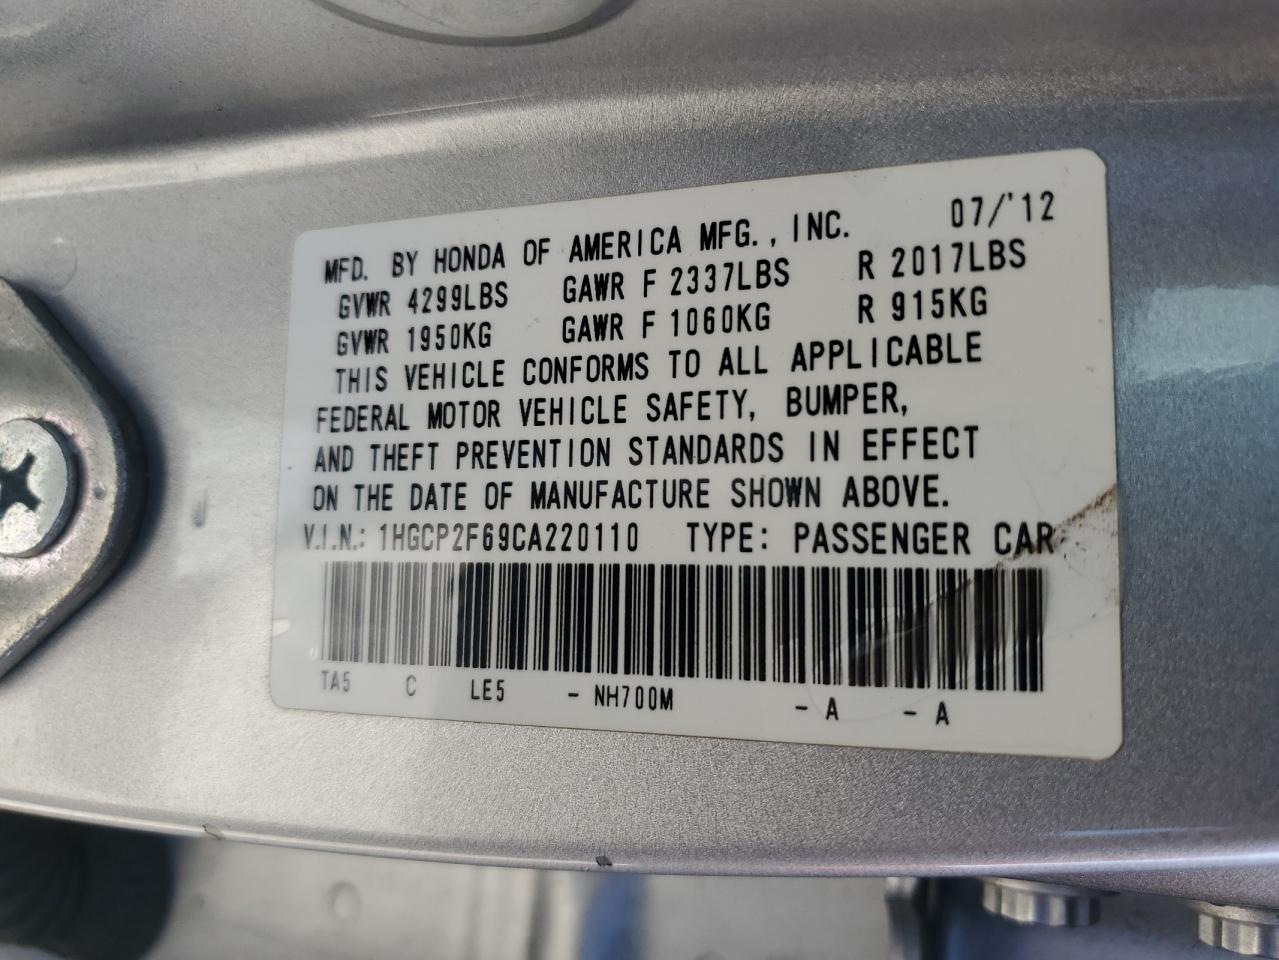 MFD. BY HONDA OF AMERICA MFG., INC. 07/'12
GVWR 4299LBS GAWR F 2337LBS R 2017LBS
GVWR 1950KG GAWR F 1060KG R 915KG
THIS VEHICLE CONFORMS TO ALL APPLICABLE
FEDERAL MOTOR VEHICLE SAFETY, BUMPER,
AND THEFT PREVENTION STANDARDS IN EFFECT
ON THE DATE OF MANUFACTURE SHOWN ABOVE.
V.I.N.: 1HGCP2F69CA220110 TYPE: PASSENGER CAR
TA5 C LE5 - NH700M - A - A